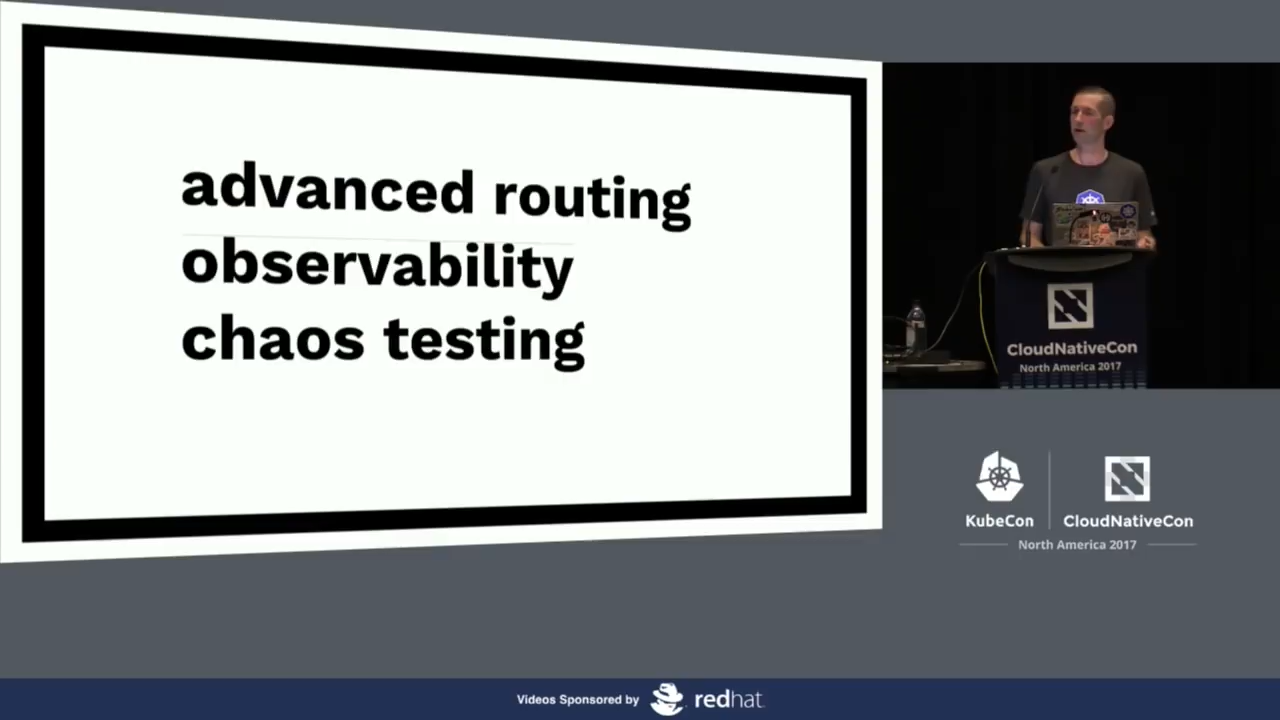 advanced routing
observability
chaos testing
CloudNativeCon
North America 2017
KubeCon
CloudNativeCon
North America 2017
Videos Sponsored by
redhat.